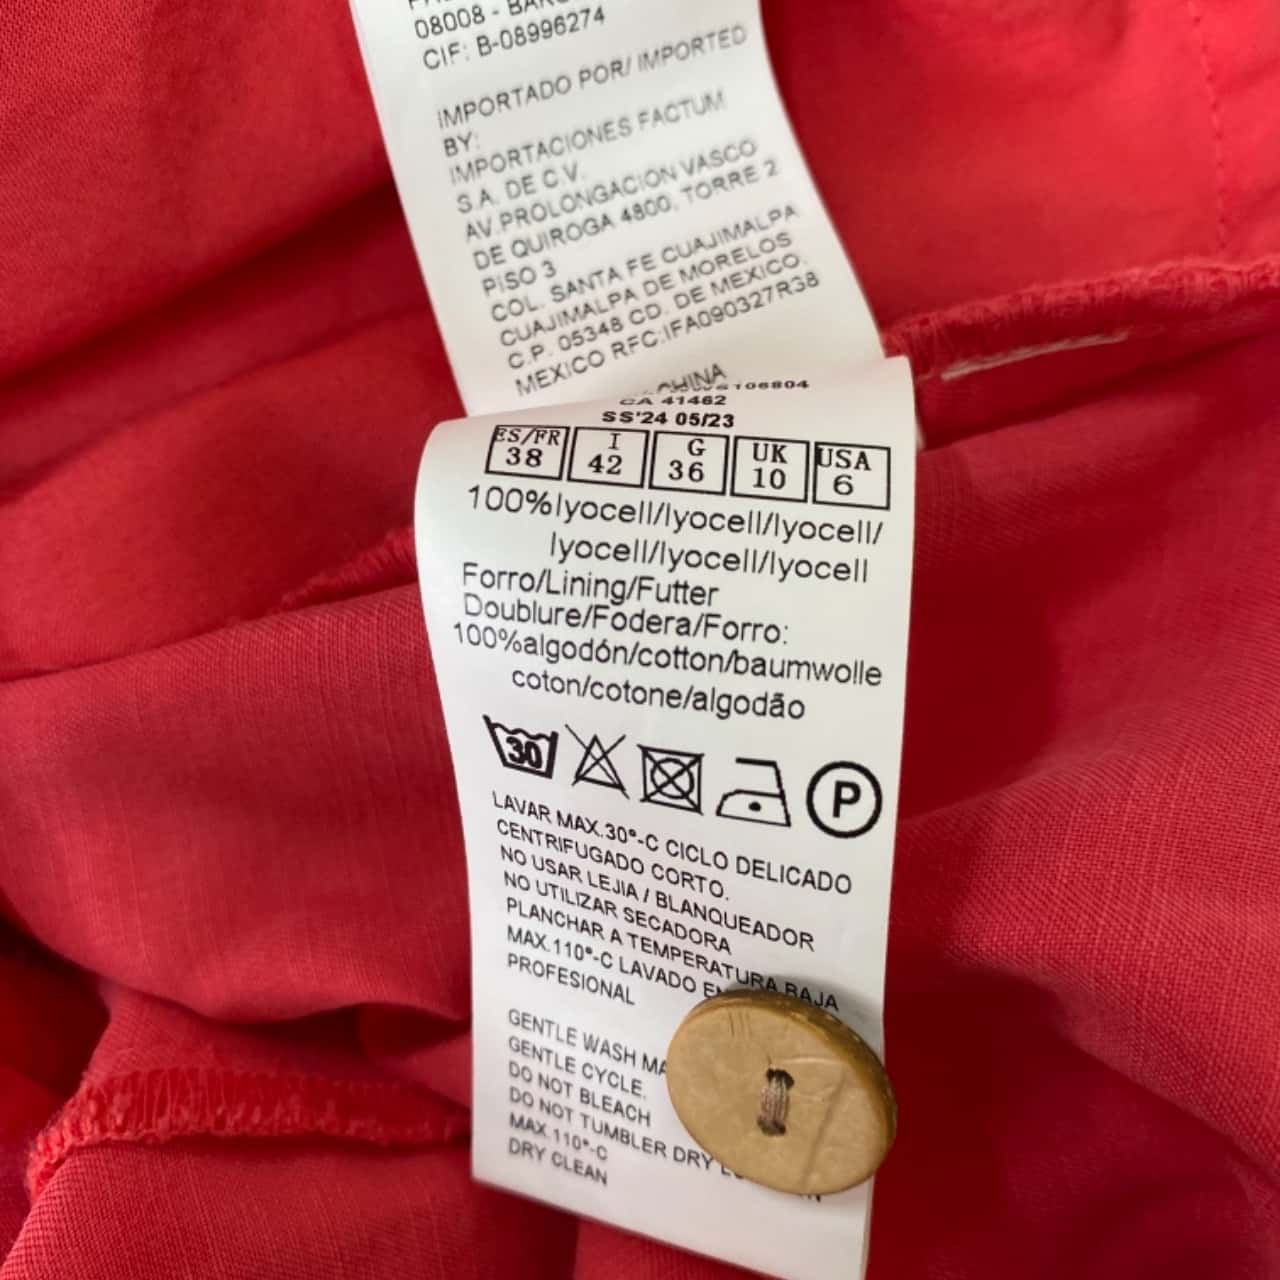 08008 -
CIF: B-08996274
IMPORTADO POR/ IMPORTED
BY:
IMPORTACIONES FACTUM
S.A. DE C.V.
AV.PROLONGACION VASCO
DE QUIROGA 4800, TORRE 2
PISO 3
COL. SANTA FE CUAJIMALPA
CUAJIMALPA DE MORELOS
C.P. 05348 CD. DE MEXICO.
MEXICO RFC:IFA090327R38
CHINA
106804
CA 41462
SS'24 05/23
ES/FR I G UK USA
38 42 36 10 6
100%lyocell/lyocell/lyocell/
lyocell/lyocell/lyocell
Forro/Lining/Futter
Doublure/Fodera/Forro:
100%algodón/cotton/baumwolle
coton/cotone/algodão
30 P
LAVAR MAX.30°-C CICLO DELICADO
CENTRIFUGADO CORTO.
NO USAR LEJIA / BLANQUEADOR
NO UTILIZAR SECADORA
PLANCHAR A TEMPERATURA BAJA
MAX.110°-C LAVADO EN
PROFESIONAL
GENTLE WASH
GENTLE CYCLE.
DO NOT BLEACH
DO NOT TUMBLER DRY
MAX.110°-C
DRY CLEAN